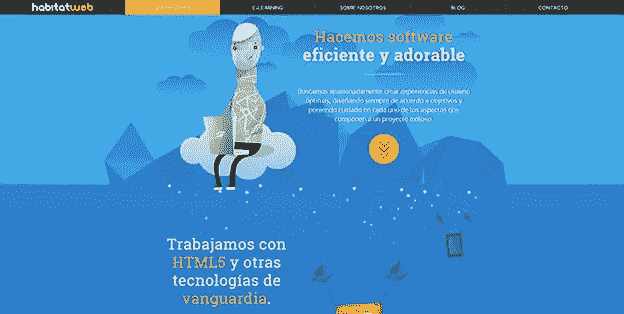 habitatweb
E-LEARNING
SOBRE NOSOTROS
BLOG
CONTACTO
Hacemos software
eficiente y adorable
Buscamos apasionadamente crear experiencias de usuario
óptimas, diseñando siempre de acuerdo a objetivos y
poniendo cuidado en cada uno de los aspectos que
componen a un proyecto exitoso.
Trabajamos con
HTML5 y otras
tecnologías de
vanguardia.